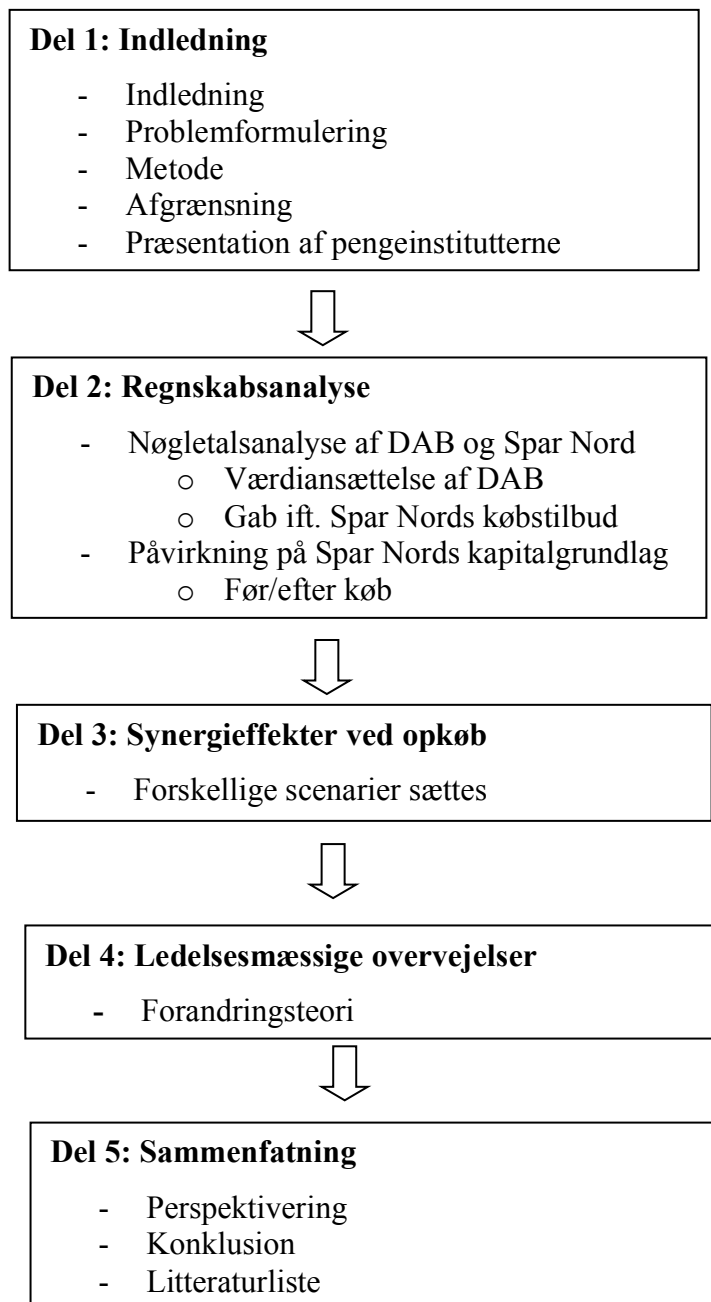 Del 1: Indledning
- Indledning
- Problemformulering
- Metode
- Afgrænsning
- Præsentation af pengeinstitutterne
Del 2: Regnskabsanalyse
- Nøgletalsanalyse af DAB og Spar Nord
o Værdiansættelse af DAB
o Gab ift. Spar Nords købstilbud
- Påvirkning på Spar Nords kapitalgrundlag
o Før/efter køb
Del 3: Synergieffekter ved opkøb
- Forskellige scenarier sættes
Del 4: Ledelsesmæssige overvejelser
- Forandringsteori
Del 5: Sammenfatning
- Perspektivering
- Konklusion
- Litteraturliste